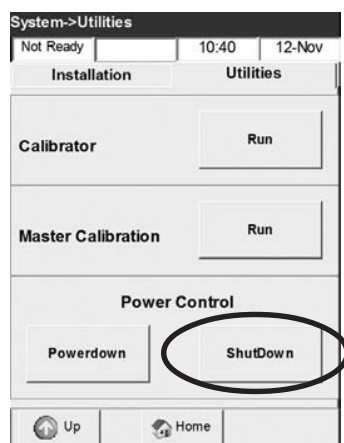 System->Utilities
Not Ready 10:40 12-Nov
Installation Utilities
Calibrator Run
Master Calibration Run
Power Control
Powerdown ShutDown
Up Home